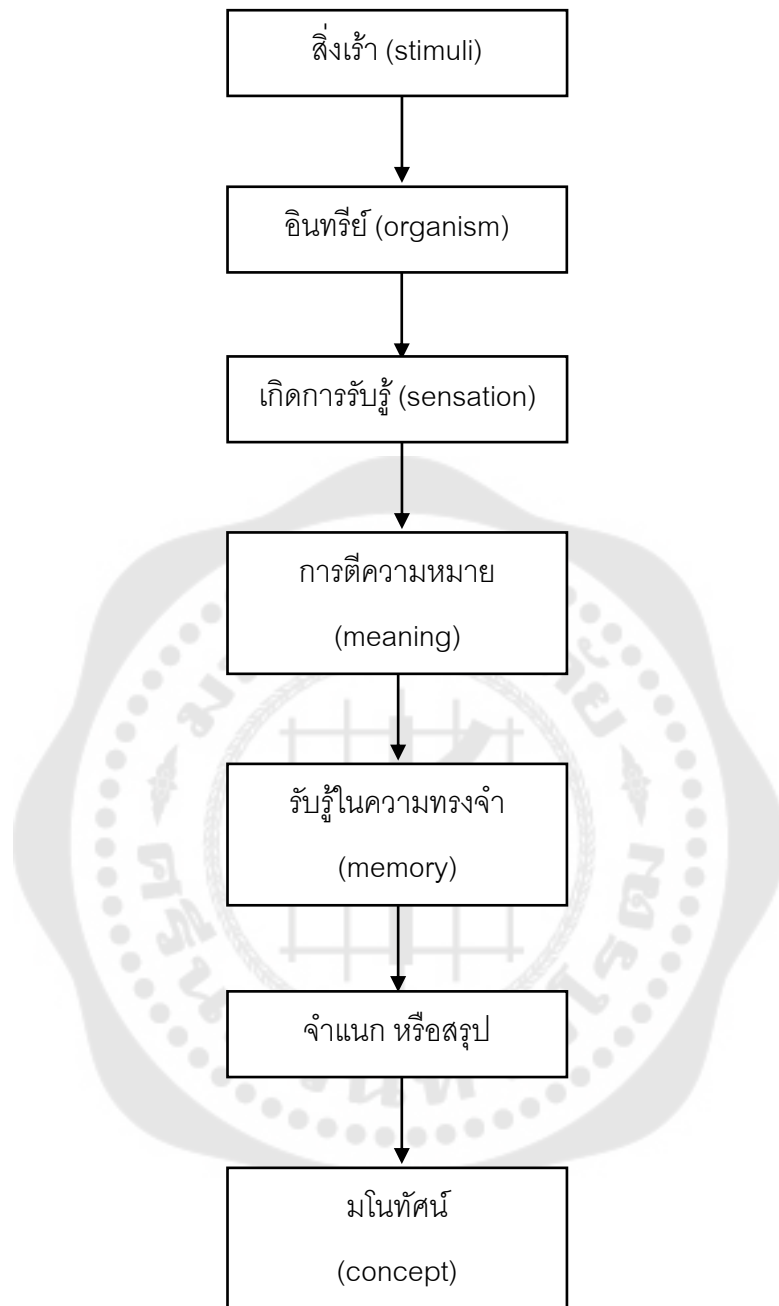 สิ่งเร้า (stimuli)
อินทรีย์ (organism)
เกิดการรับรู้ (sensation)
การตีความหมาย
(meaning)
รับรู้ในความทรงจำ
(memory)
จำแนก หรือสรุป
มโนทัศน์
(concept)